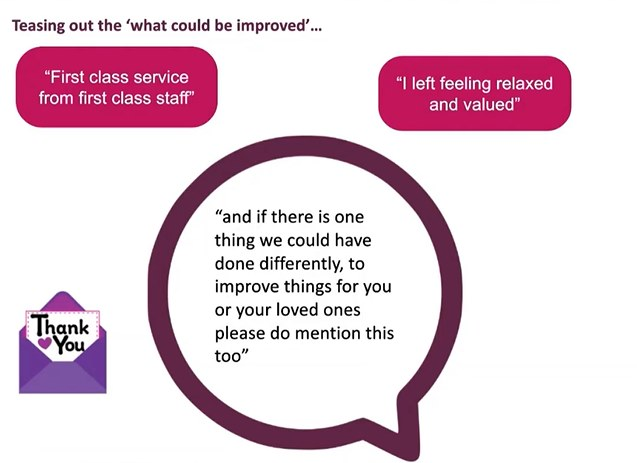 Teasing out the ‘what could be improved’...
“First class service
from first class staff”
“I left feeling relaxed
and valued”
“and if there is one
thing we could have
done differently, to
improve things for you
or your loved ones
please do mention this
too”
Thank
You